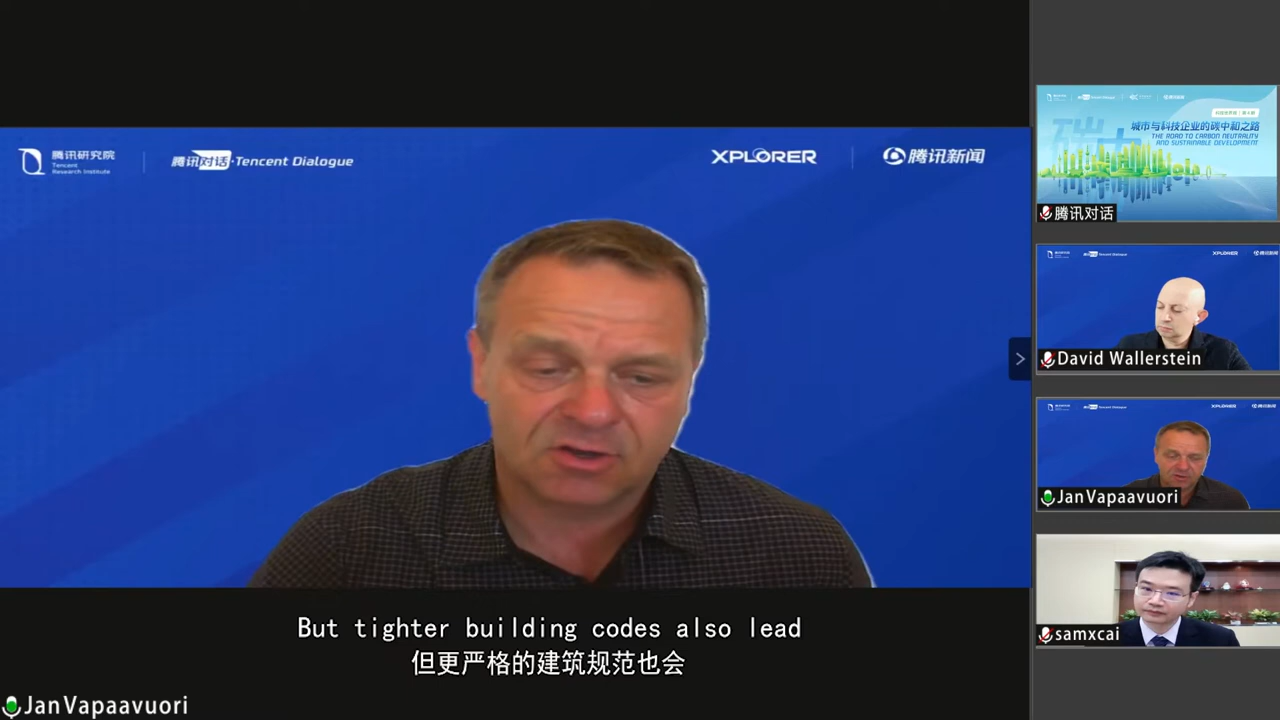 腾讯研究院
Tencent
Research Institute
腾讯对话·Tencent Dialogue
XPLORER
腾讯新闻
But tighter building codes also lead
但更严格的建筑规范也会
JanVapaavuori
城市与科技企业的碳中和之路
THE ROAD TO CARBON NEUTRALITY
AND SUSTAINABLE DEVELOPMENT
腾讯对话
XPLORER
David Wallerstein
XPLORER
JanVapaavuori
samxcai